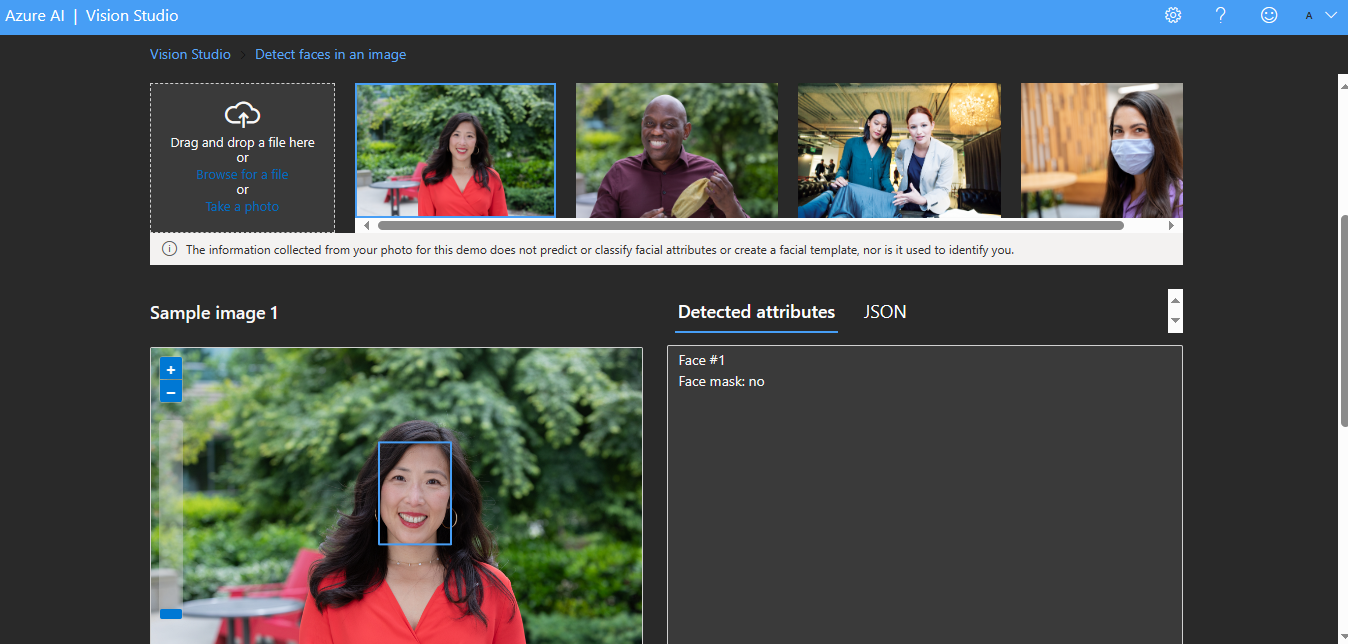 Azure AI | Vision Studio
A
Vision Studio > Detect faces in an image
Drag and drop a file here
or
Browse for a file
or
Take a photo
The information collected from your photo for this demo does not predict or classify facial attributes or create a facial template, nor is it used to identify you.
Sample image 1
Detected attributes
JSON
Face #1
Face mask: no